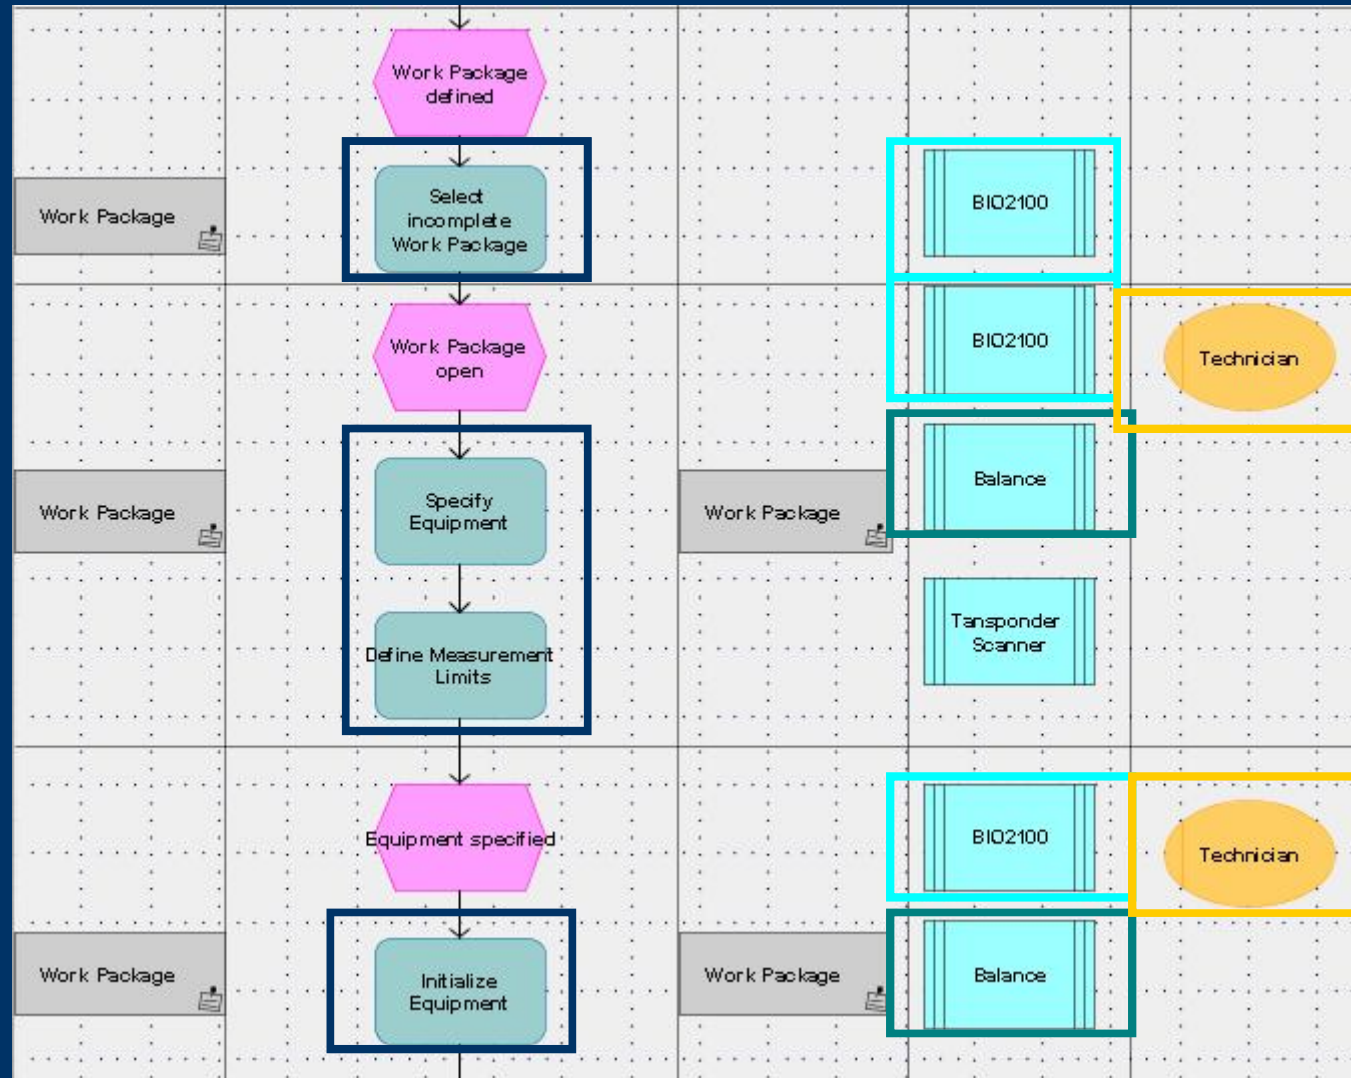 Work Package
defined
Work Package
Select
incomplete
Work Package
BIO2100
Work Package
open
BIO2100
Technician
Work Package
Specify
Equipment
Work Package
Balance
Define Measurement
Limits
Tansponder
Scanner
Equipment specified
BIO2100
Technician
Work Package
Initialize
Equipment
Work Package
Balance